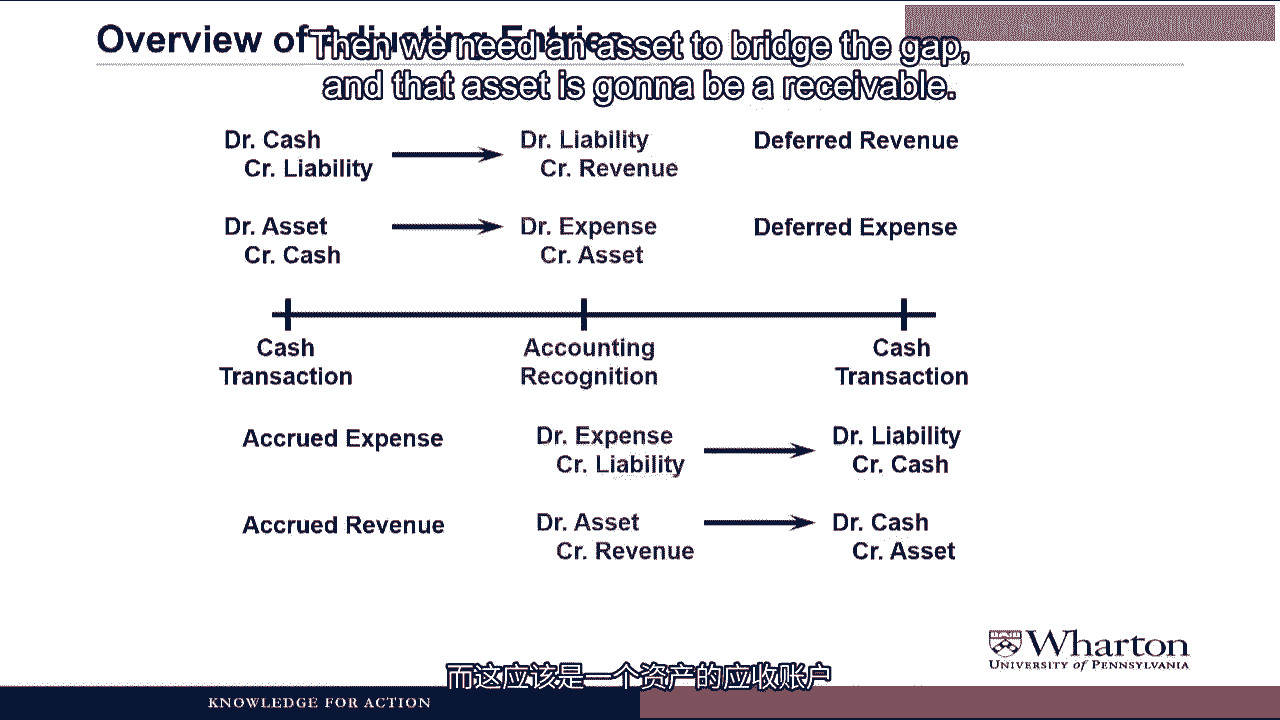 Overview of Adjusting Entries
Then we need an asset to bridge the gap,
and that asset is gonna be a receivable.
Dr. Cash
Cr. Liability
Dr. Liability
Cr. Revenue
Deferred Revenue
Dr. Asset
Cr. Cash
Dr. Expense
Cr. Asset
Deferred Expense
Cash
Transaction
Accounting
Recognition
Cash
Transaction
Accrued Expense
Dr. Expense
Cr. Liability
Dr. Liability
Cr. Cash
Accrued Revenue
Dr. Asset
Cr. Revenue
Dr. Cash
Cr. Asset
Wharton
UNIVERSITY of PENNSYLVANIA
而这应该是一个资产的应收账户
KNOWLEDGE FOR ACTION